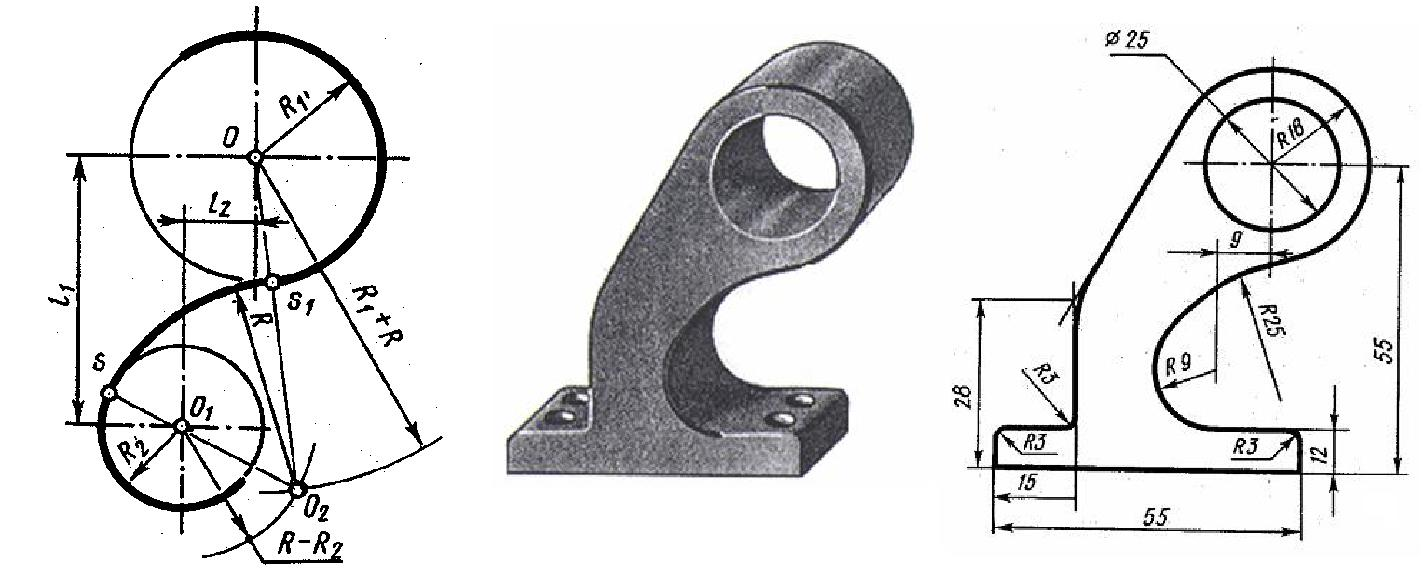 R₁
O
l₂
l₁
S₁
R
R₁+R
S
O₁
R₂
O₂
R-R₂
⌀25
R18
9
R25
R9
55
28
R3
R3
R3
12
15
55